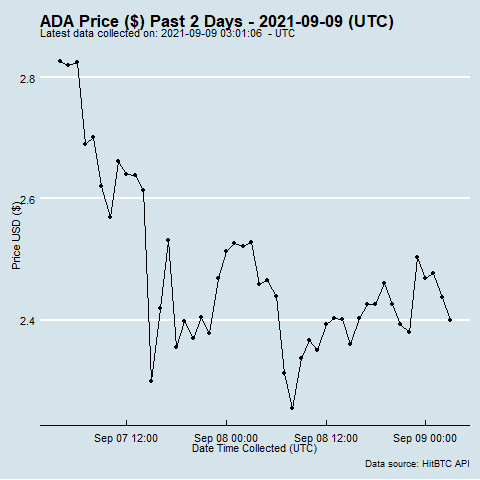 ADA Price ($) Past 2 Days - 2021-09-09 (UTC)
Latest data collected on: 2021-09-09 03:01:06  - UTC
2.8
2.6
2.4
Price USD ($)
Sep 07 12:00
Sep 08 00:00
Sep 08 12:00
Sep 09 00:00
Date Time Collected (UTC)
Data source: HitBTC API